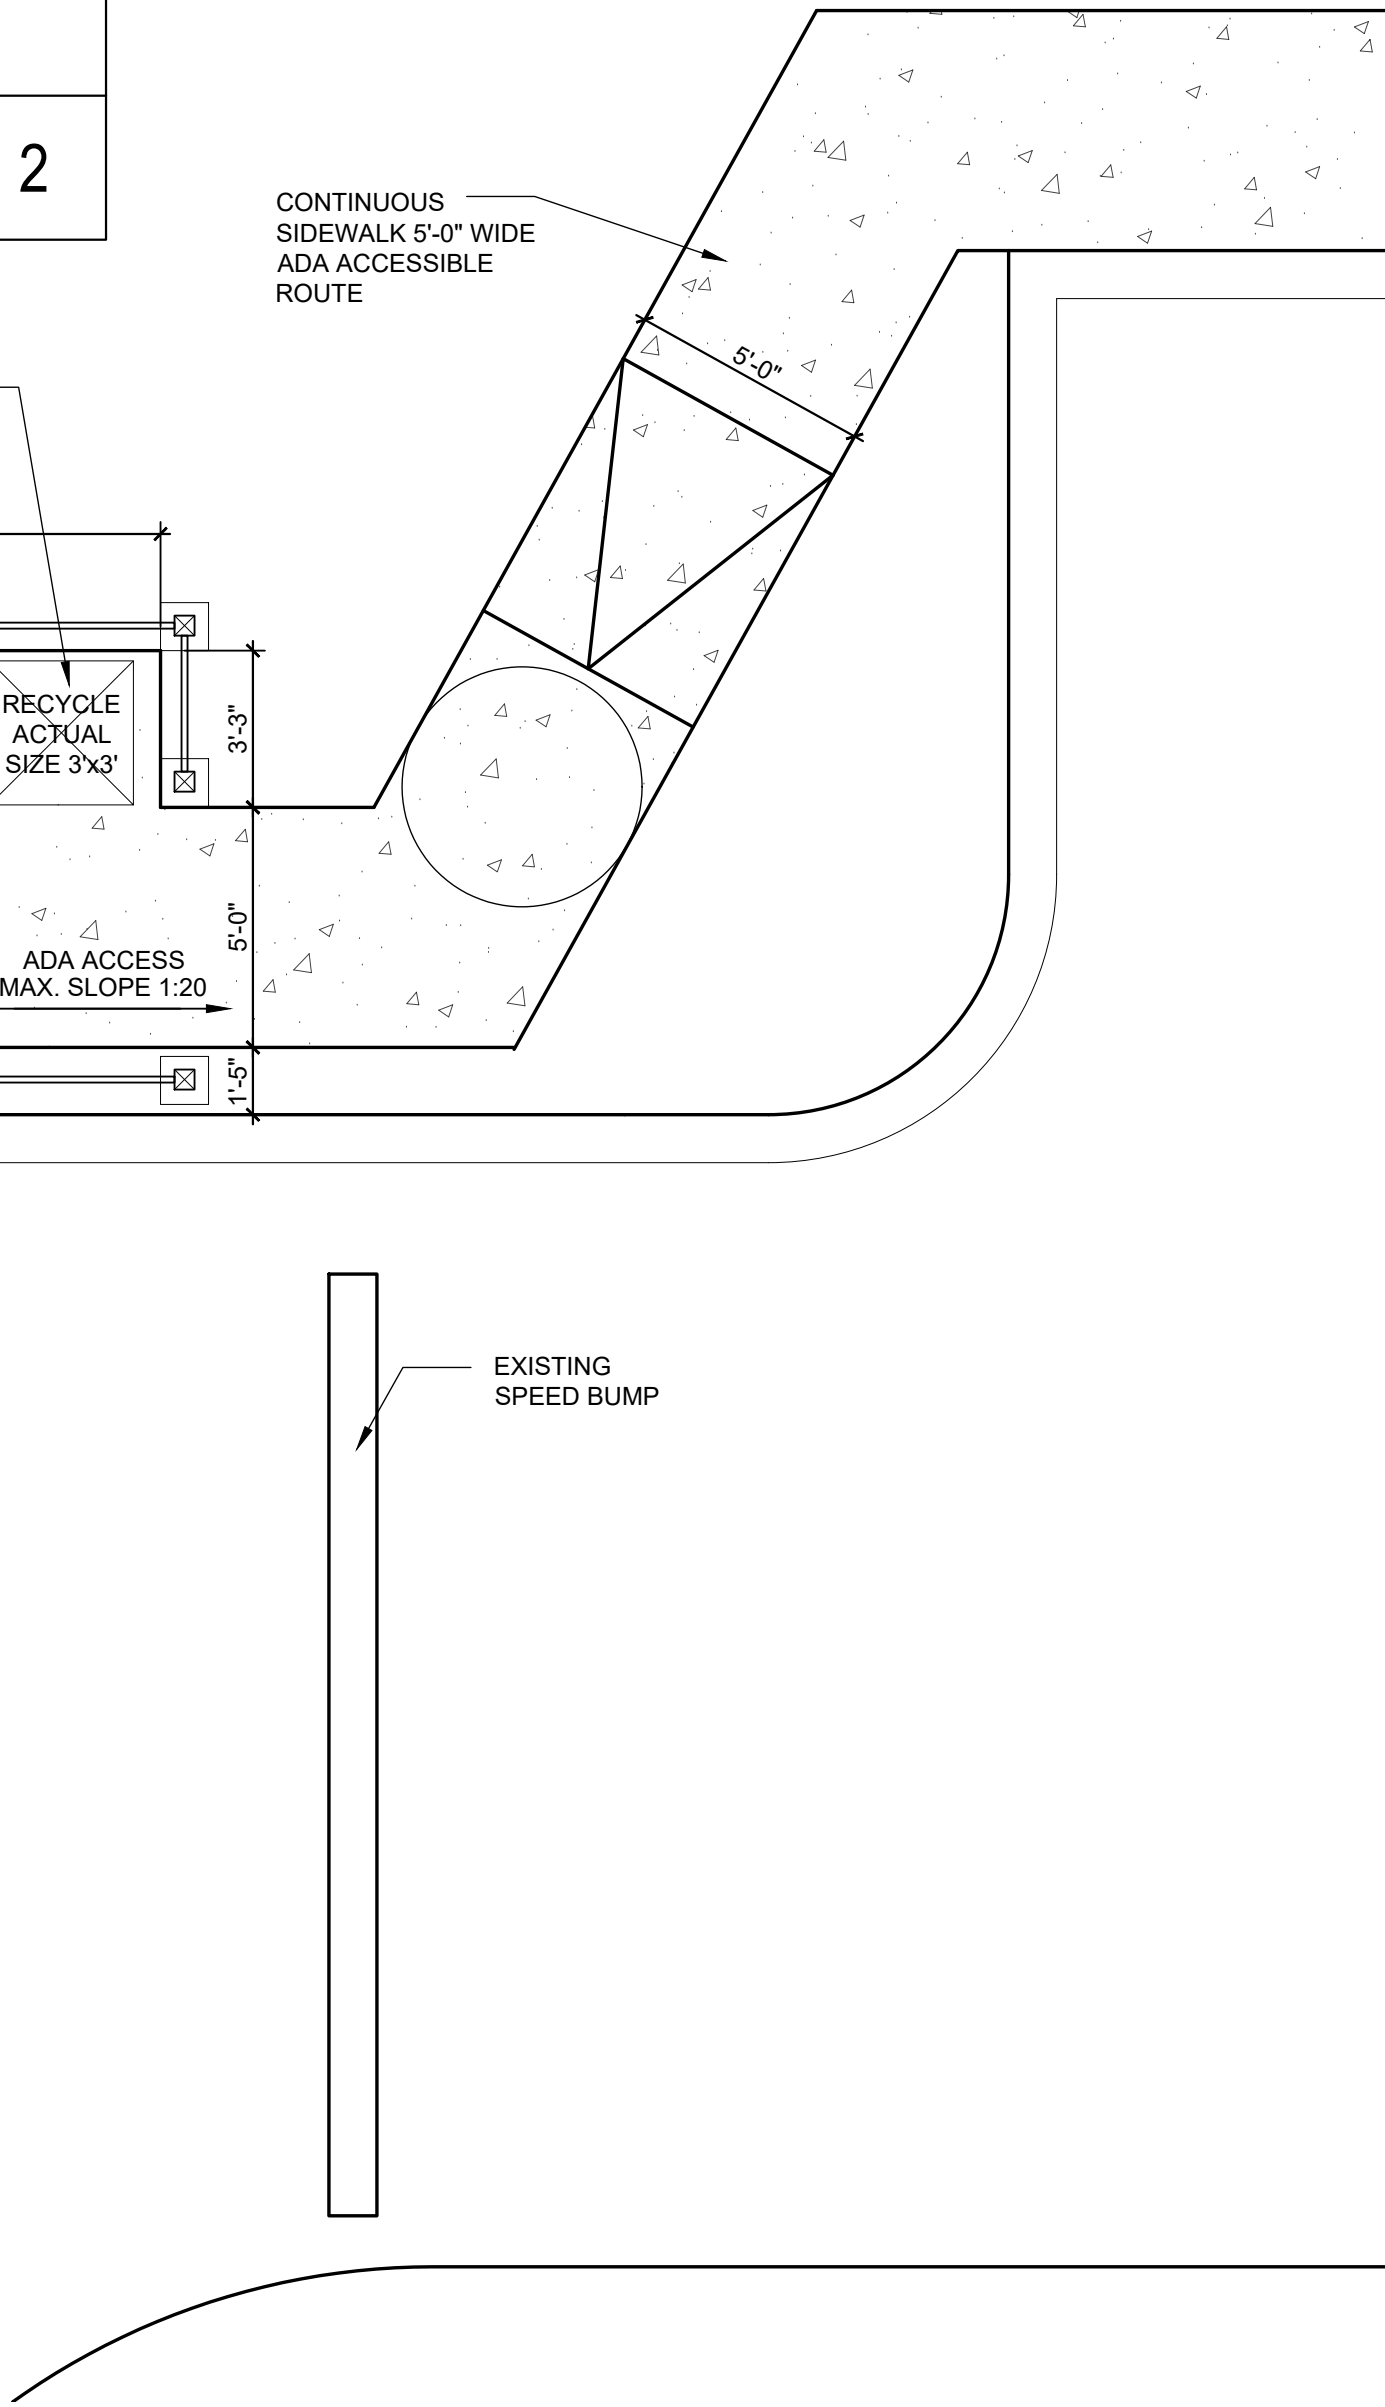 2
CONTINUOUS
SIDEWALK 5'-0" WIDE
ADA ACCESSIBLE
ROUTE
5'-0"
RECYCLE
ACTUAL
SIZE 3'x3'
3'-3"
5'-0"
ADA ACCESS
MAX. SLOPE 1:20
1'-5"
EXISTING
SPEED BUMP